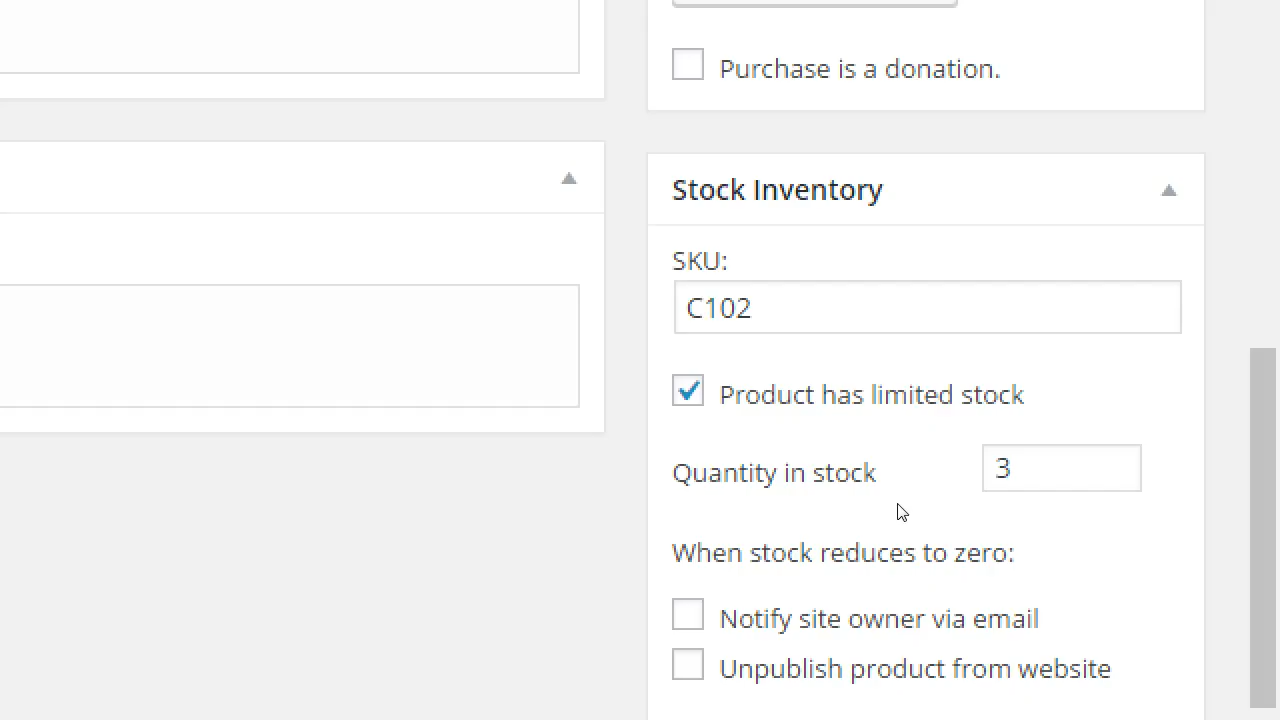 Purchase is a donation.
Stock Inventory
SKU:
C102
Product has limited stock
Quantity in stock 3
When stock reduces to zero:
Notify site owner via email
Unpublish product from website